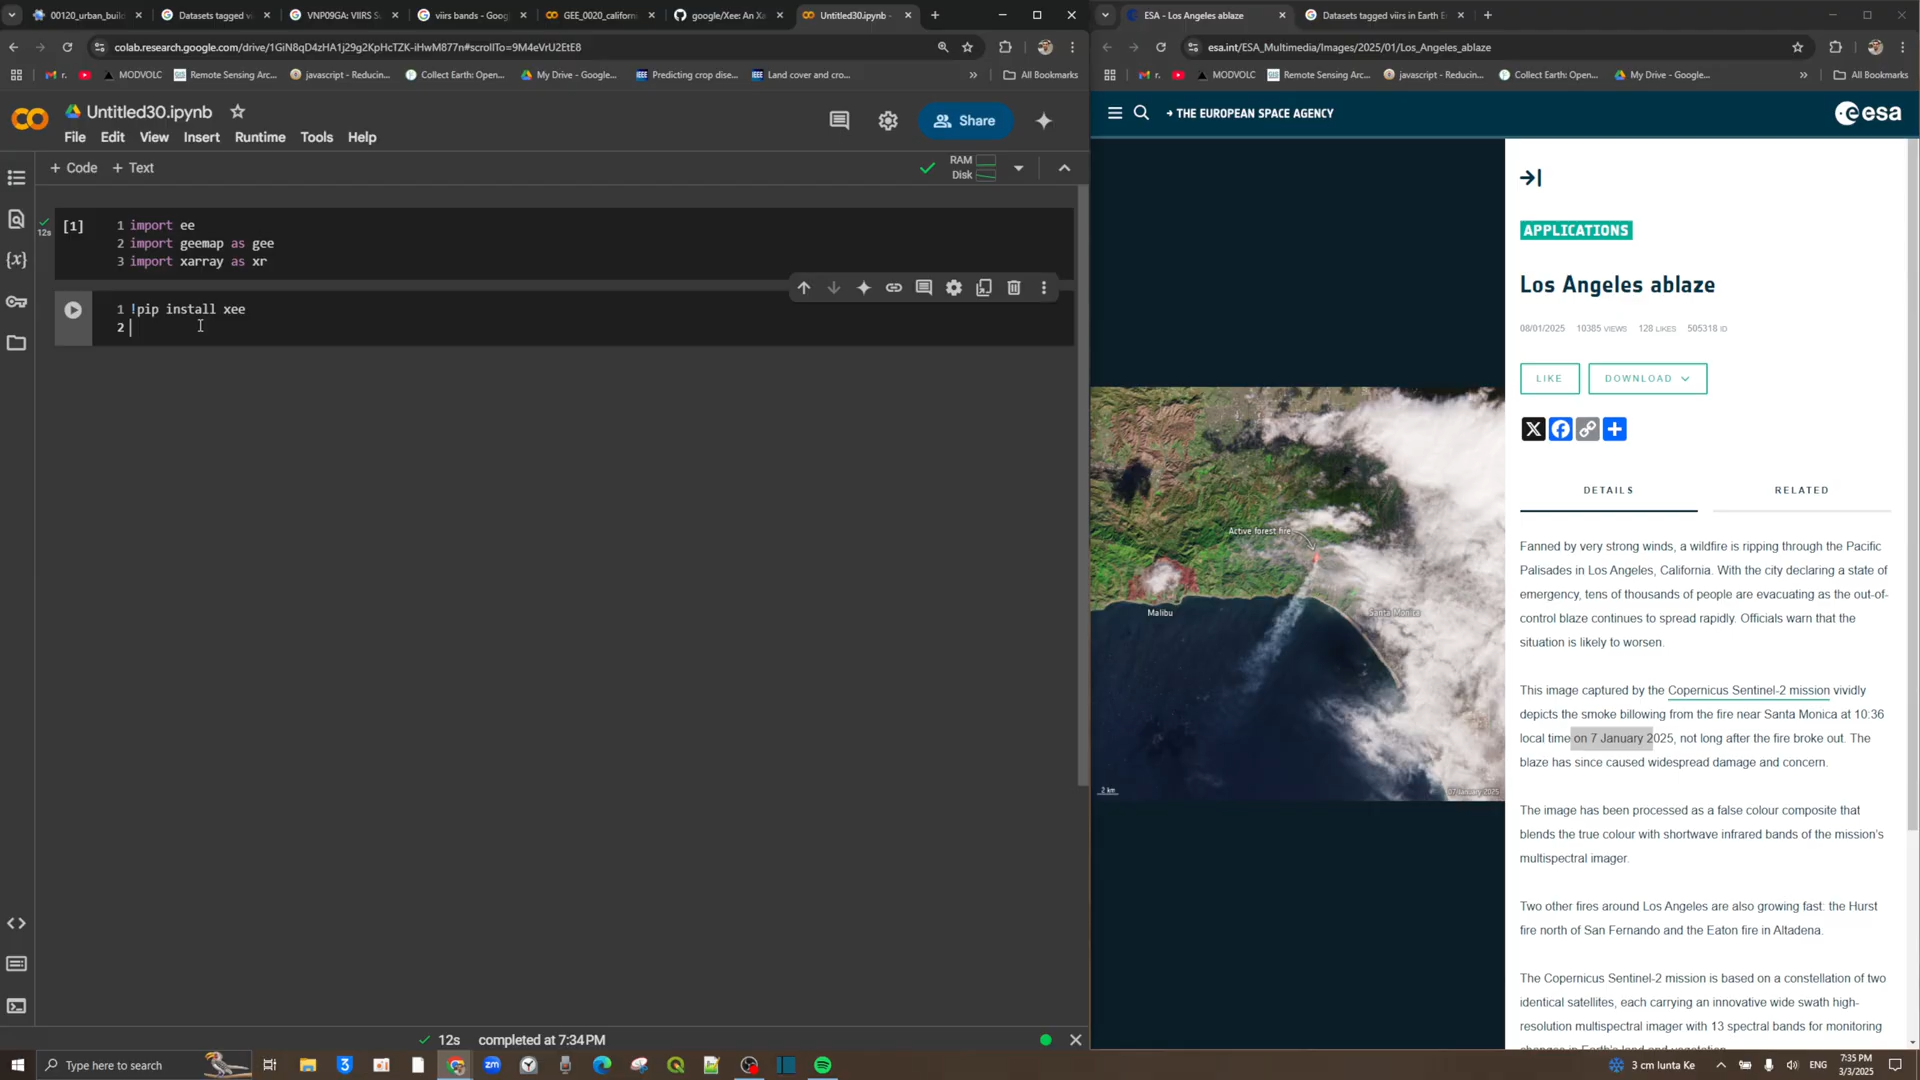 00120_urban_buil
Datasets tagged vi
VNP09GA: VIIRS S
viirs bands - Goog
GEE_0020_californ
google/Xee: An Xa
Untitled30.ipynb -
colab.research.google.com/drive/1GiN8qD4zHA1j29g2KpHcTZK-iHwM877n#scrollTo=9M4eVrU2EtE8
r.
MODVOLC
Remote Sensing Arc...
javascript - Reducin...
Collect Earth: Open...
My Drive - Google...
Predicting crop dise...
Land cover and cro...
»
All Bookmarks
Untitled30.ipynb
File Edit View Insert Runtime Tools Help
Share
+ Code + Text
RAM
Disk
[1]
12s
1 import ee
2 import geemap as gee
3 import xarray as xr
1 !pip install xee
2
12s completed at 7:34 PM
ESA - Los Angeles ablaze
Datasets tagged viirs in Earth E
esa.int/ESA_Multimedia/Images/2025/01/Los_Angeles_ablaze
r.
MODVOLC
Remote Sensing Arc...
javascript - Reducin...
Collect Earth: Open...
My Drive - Google...
»
All Bookmarks
→ THE EUROPEAN SPACE AGENCY
esa
Active forest fire
Malibu
Santa Monica
2 km
07 January 2025
APPLICATIONS
Los Angeles ablaze
08/01/2025 10385 VIEWS 128 LIKES 505318 ID
LIKE
DOWNLOAD
DETAILS
RELATED
Fanned by very strong winds, a wildfire is ripping through the Pacific
Palisades in Los Angeles, California. With the city declaring a state of
emergency, tens of thousands of people are evacuating as the out-of-
control blaze continues to spread rapidly. Officials warn that the
situation is likely to worsen.
This image captured by the Copernicus Sentinel-2 mission vividly
depicts the smoke billowing from the fire near Santa Monica at 10:36
local time on 7 January 2025, not long after the fire broke out. The
blaze has since caused widespread damage and concern.
The image has been processed as a false colour composite that
blends the true colour with shortwave infrared bands of the mission's
multispectral imager.
Two other fires around Los Angeles are also growing fast: the Hurst
fire north of San Fernando and the Eaton fire in Altadena.
The Copernicus Sentinel-2 mission is based on a constellation of two
identical satellites, each carrying an innovative wide swath high-
resolution multispectral imager with 13 spectral bands for monitoring
changes in Earth's land and vegetation.
Type here to search
3 cm lunta Ke
ENG
7:35 PM
3/3/2025